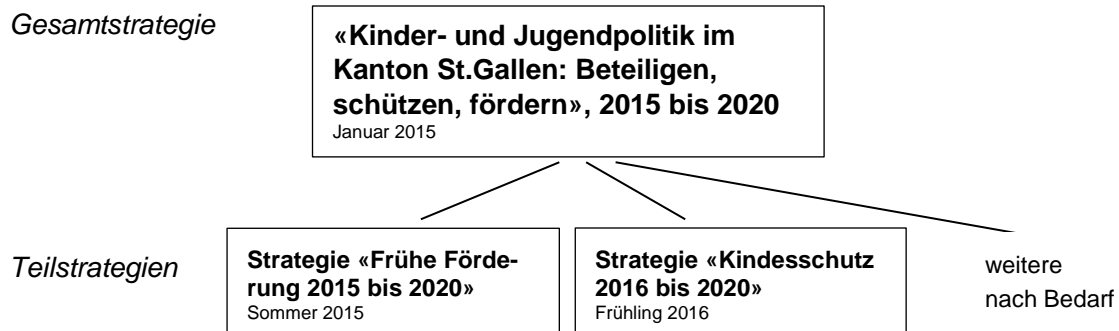 Gesamtstrategie
«Kinder- und Jugendpolitik im
Kanton St.Gallen: Beteiligen,
schützen, fördern», 2015 bis 2020
Januar 2015
Teilstrategien
Strategie «Frühe Förde-
rung 2015 bis 2020»
Sommer 2015
Strategie «Kindesschutz
2016 bis 2020»
Frühling 2016
weitere
nach Bedarf